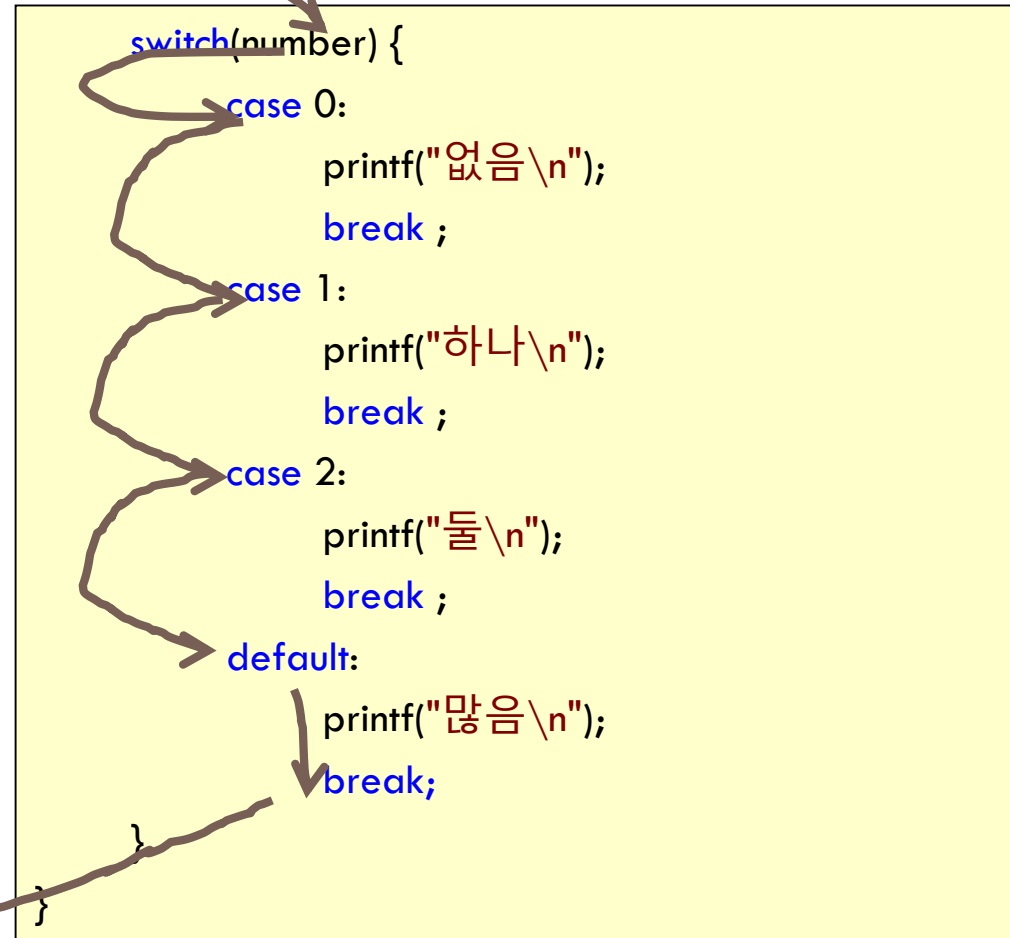 switch(number) {
case 0:
printf("없음\n");
break ;
case 1:
printf("하나\n");
break ;
case 2:
printf("둘\n");
break ;
default:
printf("많음\n");
break;
}
}